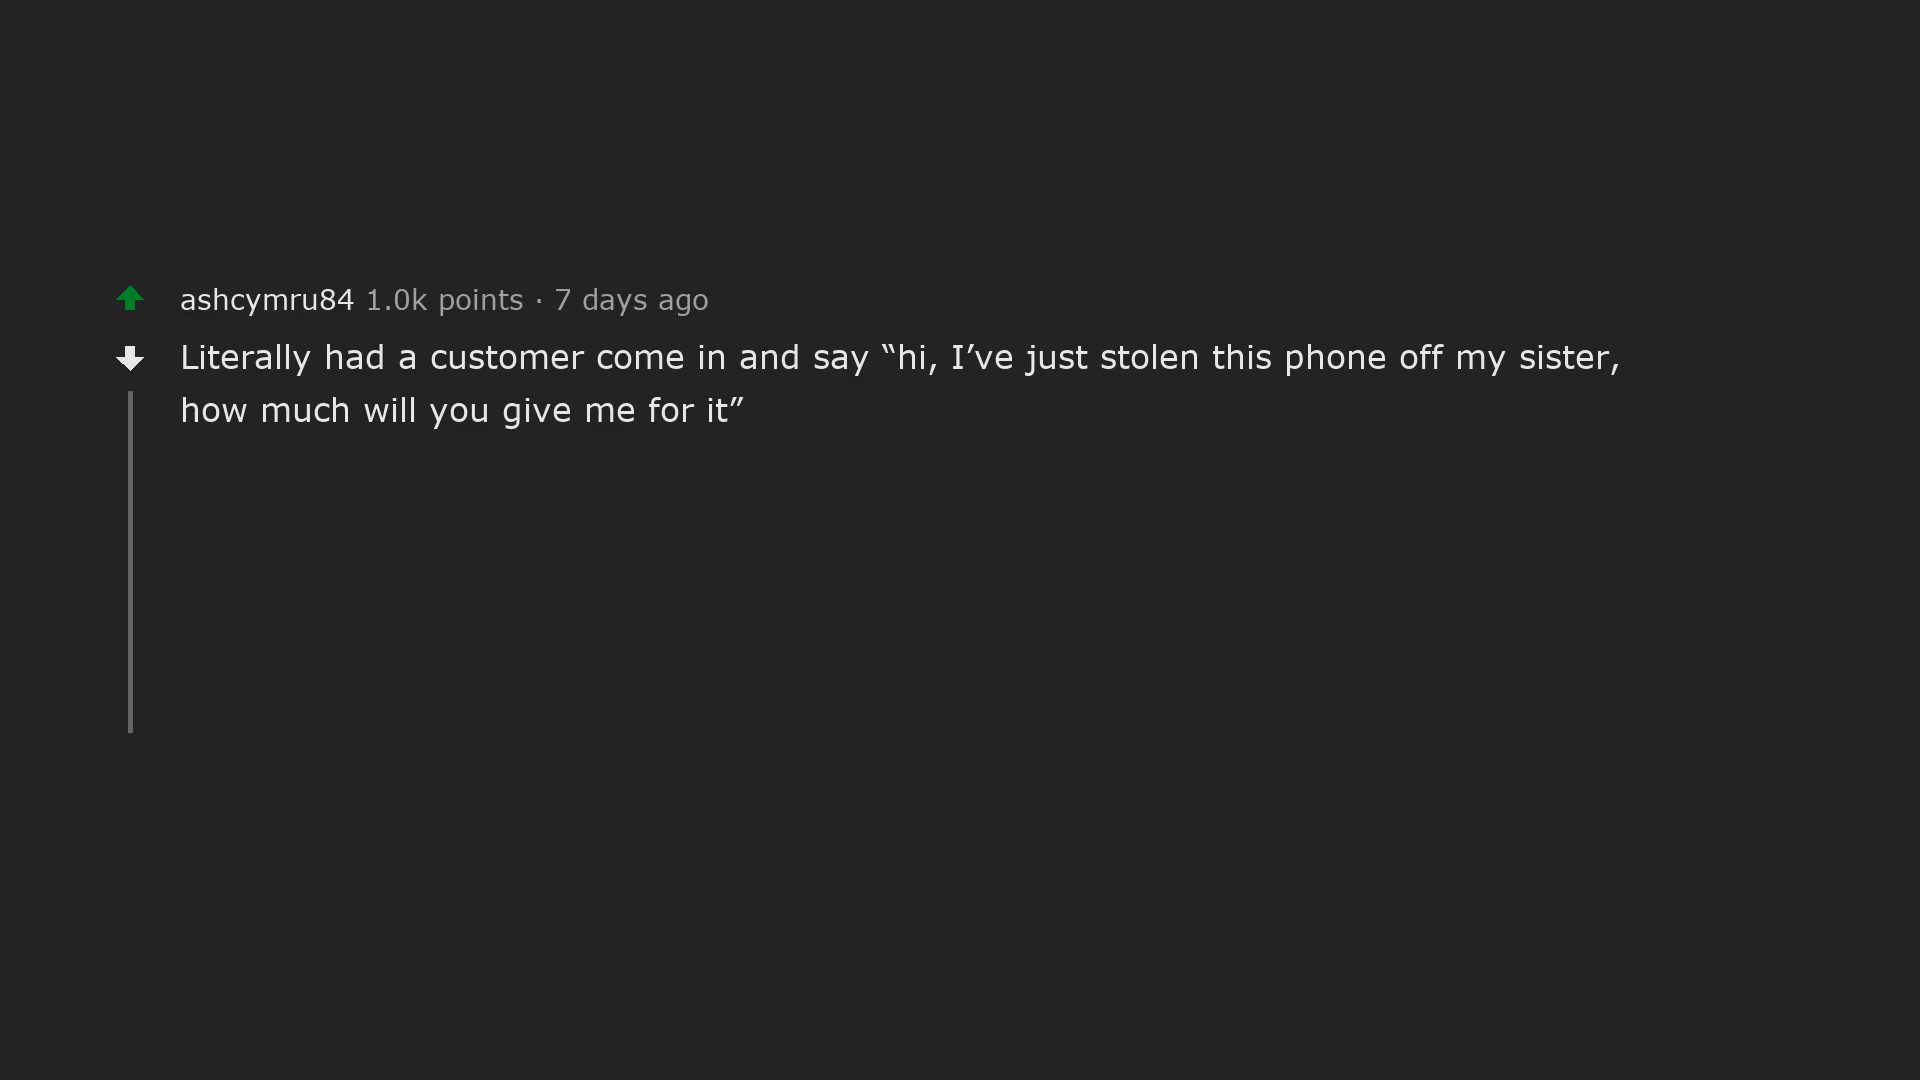 ashcymru84 1.0k points · 7 days ago
Literally had a customer come in and say “hi, I’ve just stolen this phone off my sister,
how much will you give me for it”